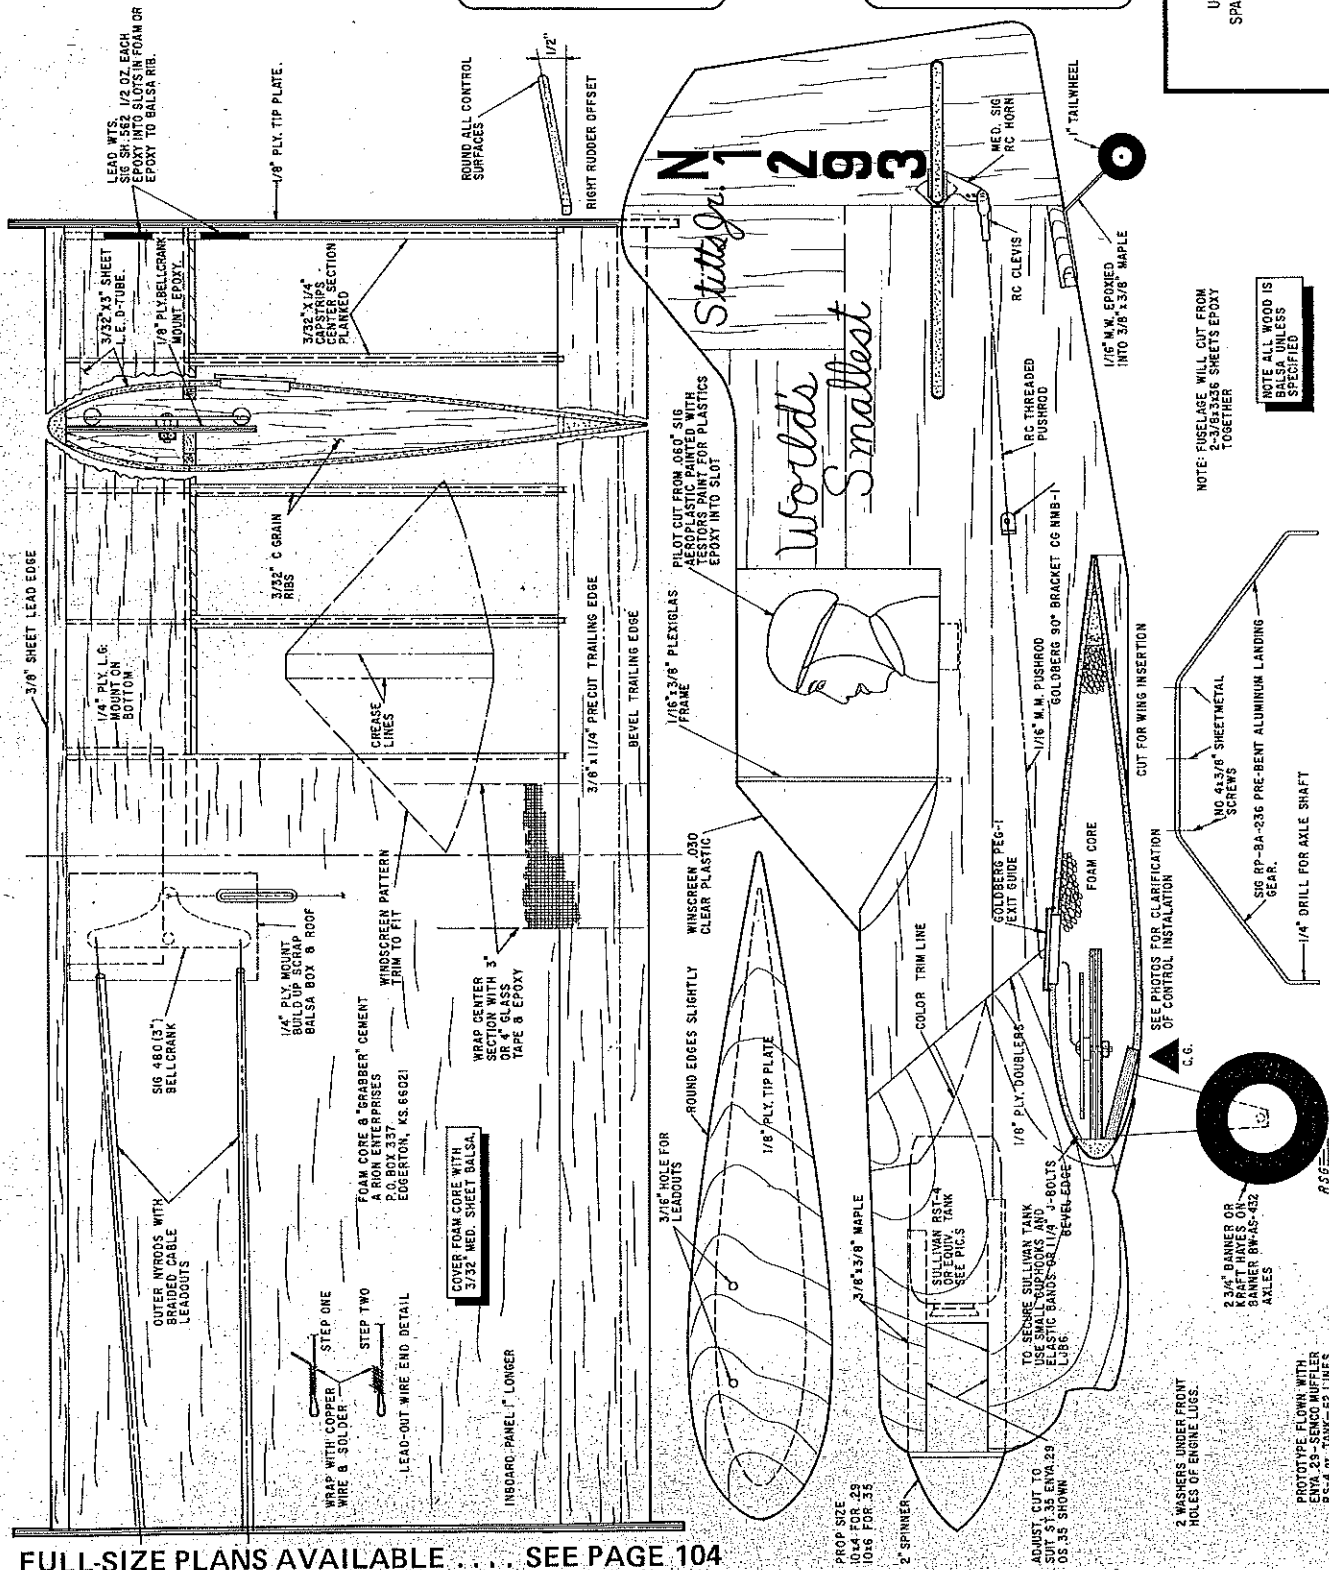 LEAD WTS.
SIG SH.562 1/2 OZ. EACH
EPOXY INTO SLOTS IN FOAM OR
EPOXY TO BALSA RIB.
1/8" PLY. TIP PLATE.
1/2"
ROUND ALL CONTROL
SURFACES
RIGHT RUDDER OFFSET
3/32"X3" SHEET
L.E. D-TUBE.
1/8" PLY.BELLCRANK
MOUNT EPOXY.
3/32"X1/4"
CAPSTRIPS
CENTER SECTION
PLANKED
3/8" SHEET LEAD EDGE
1/4" PLY. L.G.
MOUNT ON
BOTTOM
3/32" C GRAIN
RIBS
CREASE
LINES
3/8"x1 1/4" PRECUT TRAILING EDGE
BEVEL TRAILING EDGE
1/4" PLY. MOUNT
BUILD UP SCRAP
BALSA BOX & ROOF
WINDSCREEN PATTERN
TRIM TO FIT
SIG 480(3")
BELLCRANK
WRAP CENTER
SECTION WITH 3"
OR 4" GLASS
TAPE & EPOXY
FOAM CORE & "GRABBER" CEMENT
A RION ENTERPRISES
P.O. BOX 337
EDGERTON, KS. 66021
OUTER NYRODS WITH
BRAIDED CABLE
LEADOUTS
COVER FOAM CORE WITH
3/32" MED. SHEET BALSA.
STEP ONE
STEP TWO
WRAP WITH COPPER
WIRE & SOLDER
LEAD-OUT WIRE END DETAIL
INBOARD PANEL 1" LONGER
N1293
Stitts Jr.
World's
Smallest
MED. SIG
RC HORN
1" TAILWHEEL
RC CLEVIS
1/16" M.W. EPOXIED
INTO 3/8"x3/8" MAPLE
RC THREADED
PUSHROD
PILOT CUT FROM .060" SIG
AEROPLASTIC PAINTED WITH
TESTORS PAINT FOR PLASTICS
EPOXY INTO SLOT
1/16"x3/8" PLEXIGLAS
FRAME
1/16" M.M. PUSHROD
GOLDBERG 90° BRACKET CG NMB-1
WINSCREEN .030
CLEAR PLASTIC
GOLDBERG PEG-1
EXIT GUIDE
FOAM CORE
CUT FOR WING INSERTION
SEE PHOTOS FOR CLARIFICATION
OF CONTROL INSTALATION
C.G.
ROUND EDGES SLIGHTLY
1/8" PLY. TIP PLATE
3/16" HOLE FOR
LEADOUTS
COLOR TRIM LINE
1/8" PLY. DOUBLERS
3/8"x3/8" MAPLE
SULLIVAN RST-4
OR EQUIV. TANK
SEE PIC.S
TO SECURE SULLIVAN TANK
USE SMALL CUPHOOKS AND
ELASTIC BANDS OR 1 1/4" J-BOLTS
LJB6.
BEVEL EDGE
PROP SIZE
10x4 FOR .29
10x6 FOR .35
2" SPINNER
ADJUST, CUT TO
SUIT ST.35 ENYA.29
OS.35 SHOWN
2 WASHERS UNDER FRONT
HOLES OF ENGINE LUGS.
2 3/4" BANNER OR
KRAFT HAYES ON
BANNER BW-AS-432
AXLES
RSG
PROTOTYPE FLOWN WITH
ENYA .29-SEMCO MUFFLER
NOTE: FUSELAGE WILL CUT FROM
2-3/8x3x36 SHEETS EPOXY
TOGETHER
NOTE ALL WOOD IS
BALSA UNLESS
SPECIFIED
NO. 4x3/8" SHEETMETAL
SCREWS
SIG RP-BA-236 PRE-BENT ALUMINUM LANDING
GEAR.
1/4" DRILL FOR AXLE SHAFT
FULL-SIZE PLANS AVAILABLE .... SEE PAGE 104